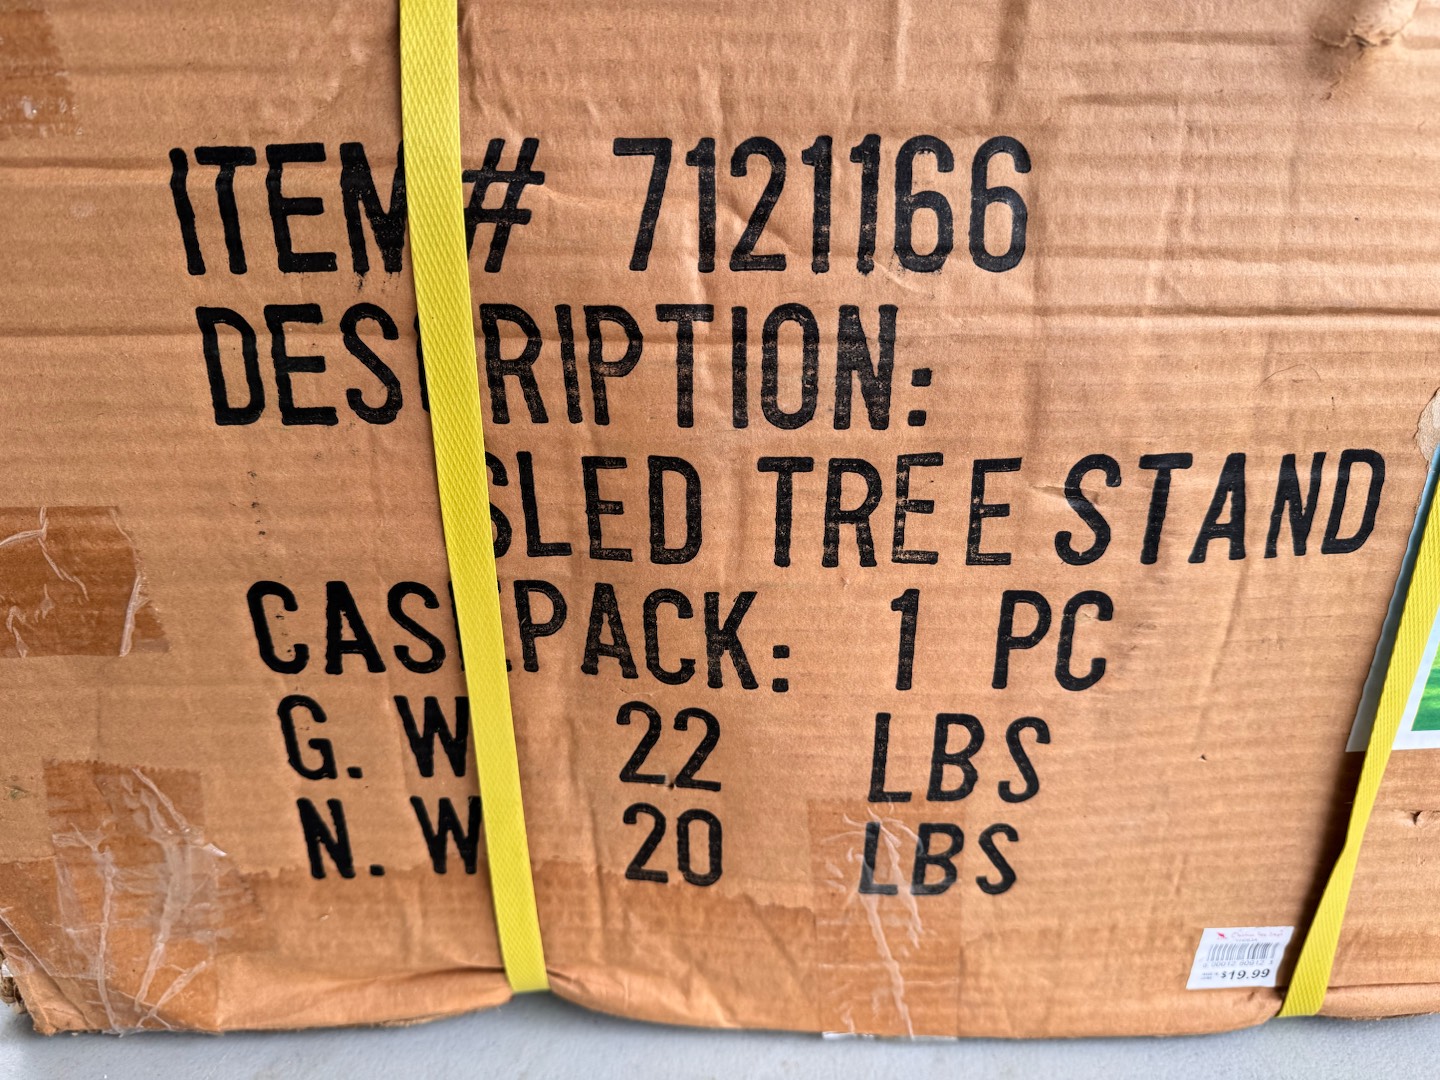 ITEM# 7121166
DESCRIPTION:
SLED TREE STAND
CASEPACK: 1 PC
G. W 22 LBS
N. W 20 LBS
$19.99